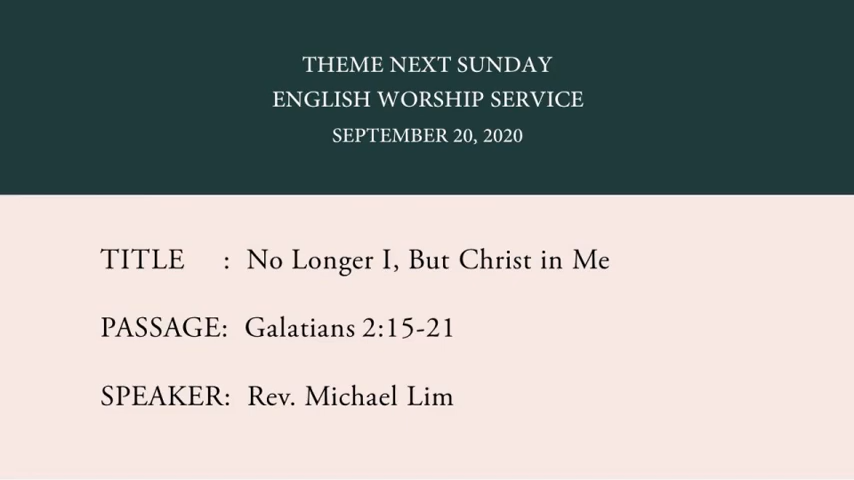 THEME NEXT SUNDAY
ENGLISH WORSHIP SERVICE
SEPTEMBER 20, 2020
TITLE : No Longer I, But Christ in Me
PASSAGE: Galatians 2:15-21
SPEAKER: Rev. Michael Lim